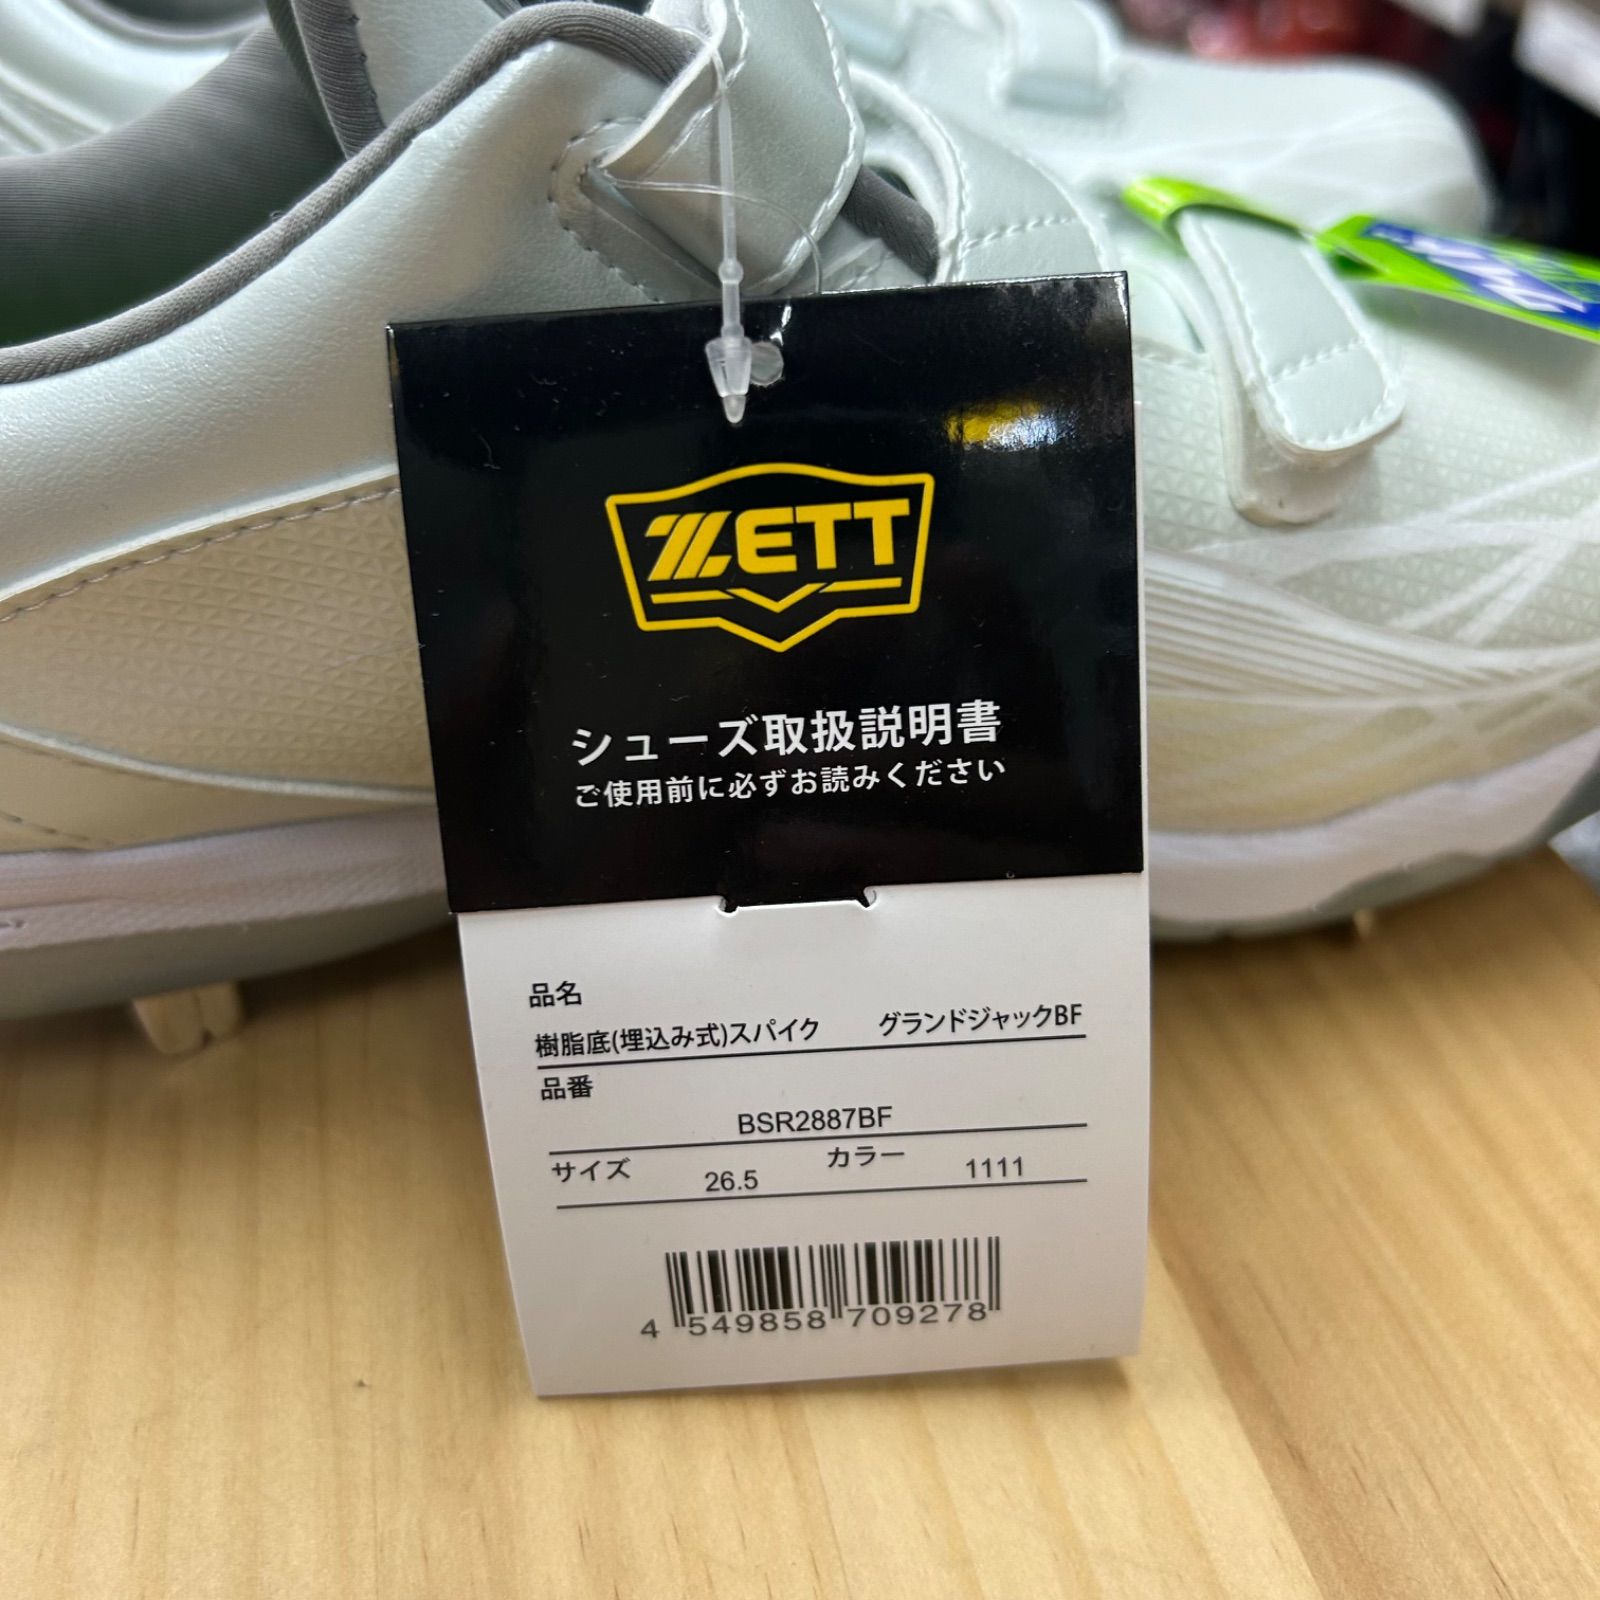 ZETT
シューズ取扱説明書
ご使用前に必ずお読みください
品名
樹脂底(埋込み式)スパイク グランドジャックBF
品番
BSR2887BF
サイズ 26.5 カラー 1111
4 549858 709278